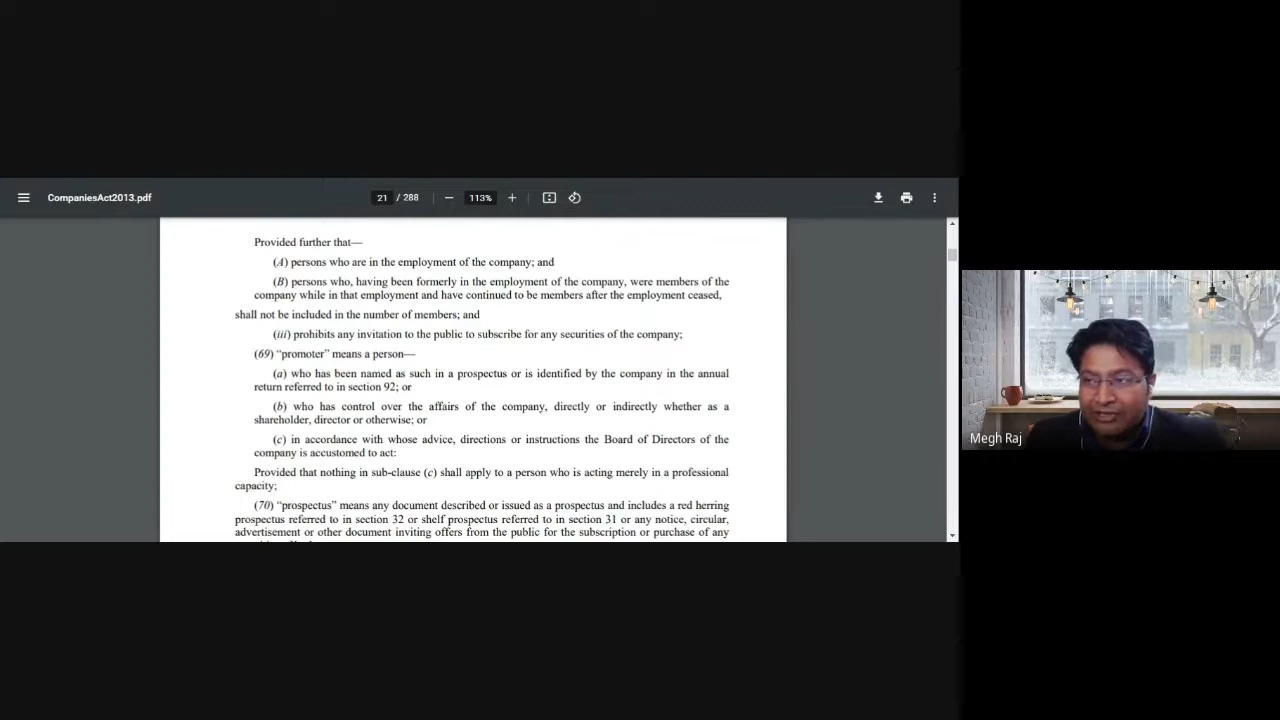 CompaniesAct2013.pdf
21 / 288
113%
Provided further that—
(A) persons who are in the employment of the company; and
(B) persons who, having been formerly in the employment of the company, were members of the
company while in that employment and have continued to be members after the employment ceased,
shall not be included in the number of members; and
(iii) prohibits any invitation to the public to subscribe for any securities of the company;
(69) “promoter” means a person—
(a) who has been named as such in a prospectus or is identified by the company in the annual
return referred to in section 92; or
(b) who has control over the affairs of the company, directly or indirectly whether as a
shareholder, director or otherwise; or
(c) in accordance with whose advice, directions or instructions the Board of Directors of the
company is accustomed to act:
Provided that nothing in sub-clause (c) shall apply to a person who is acting merely in a professional
capacity;
(70) “prospectus” means any document described or issued as a prospectus and includes a red herring
prospectus referred to in section 32 or shelf prospectus referred to in section 31 or any notice, circular,
advertisement or other document inviting offers from the public for the subscription or purchase of any
Megh Raj